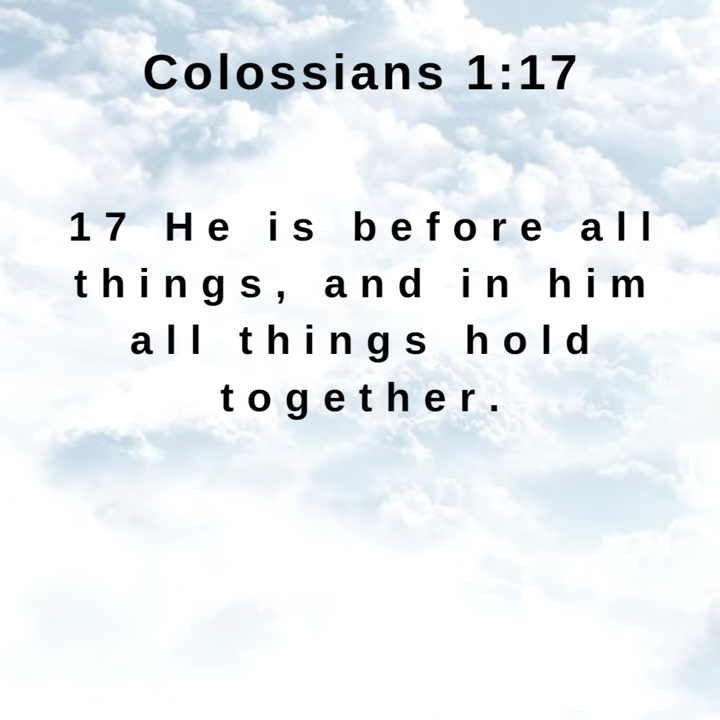 Colossians 1:17
17 He is before all
things, and in him
all things hold
together.